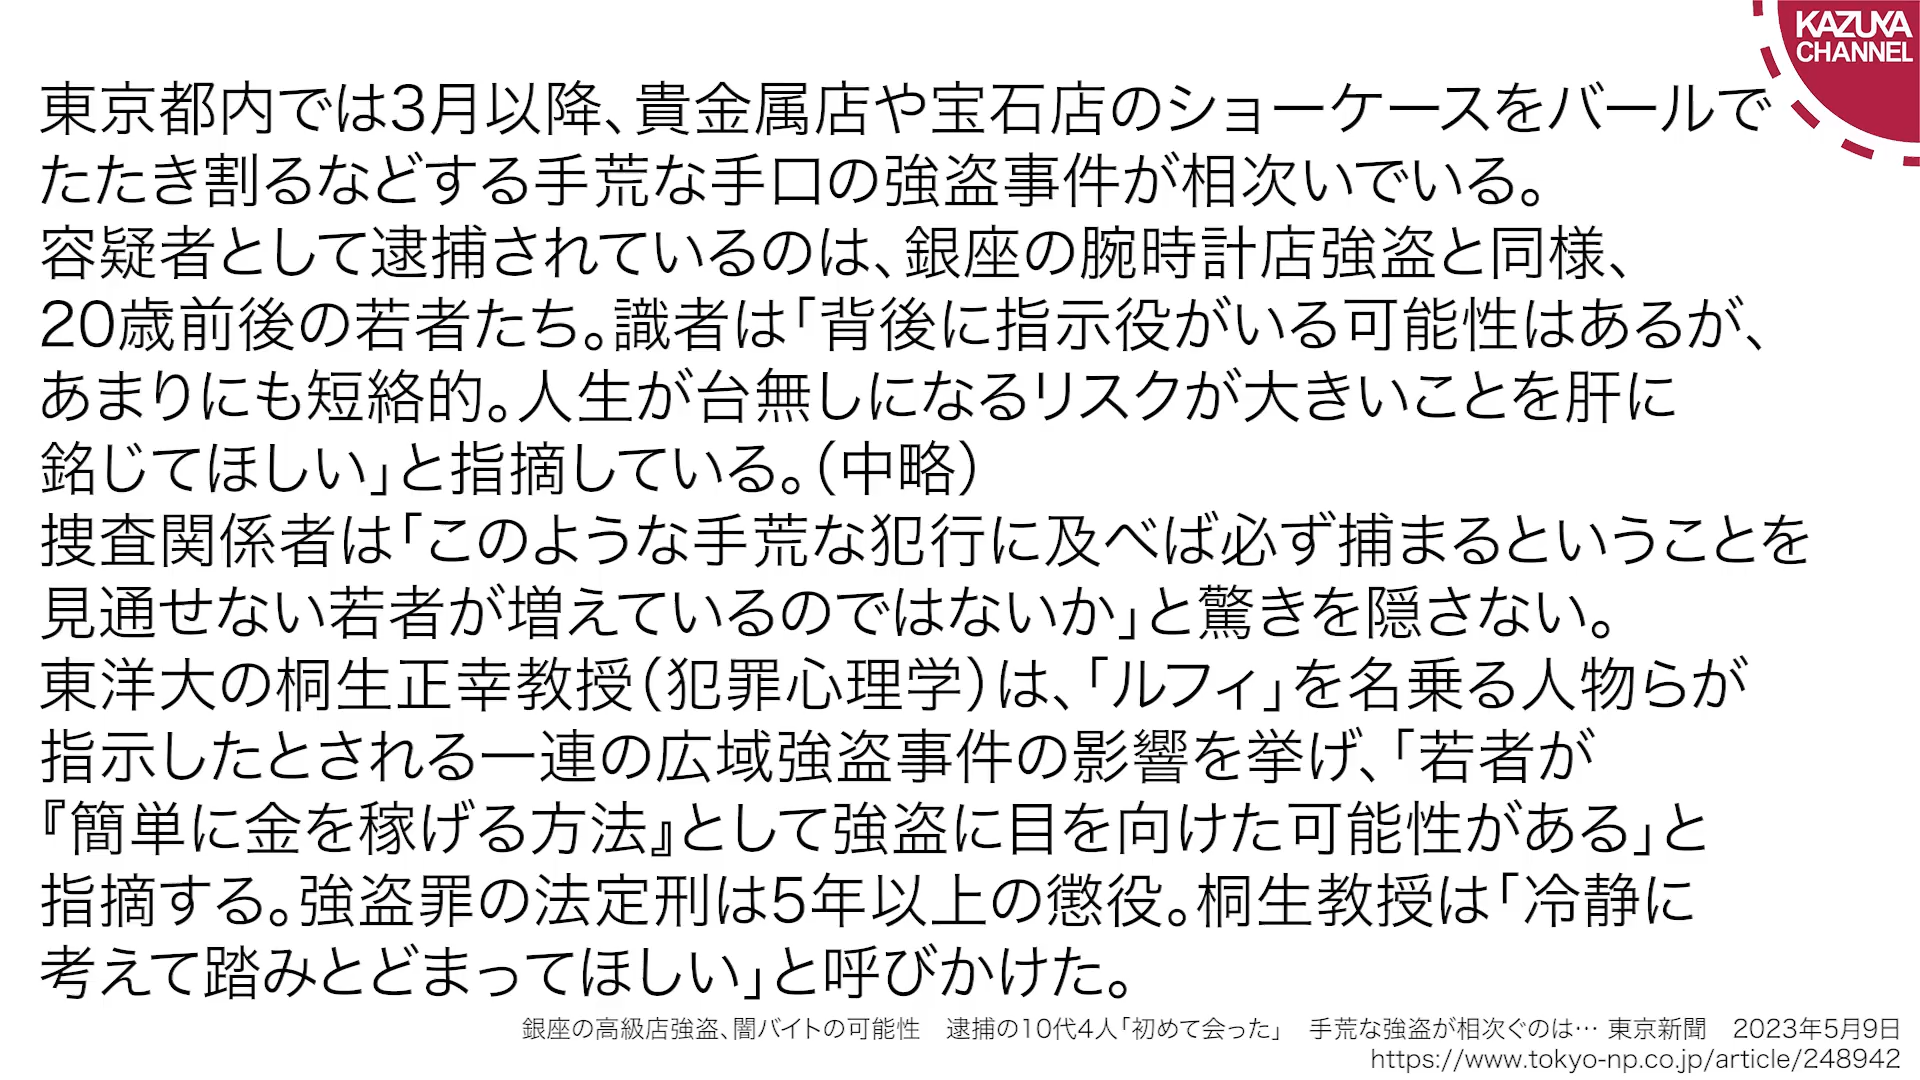 KAZUYA
CHANNEL
東京都内では3月以降、貴金属店や宝石店のショーケースをバールで
たたき割るなどする手荒な手口の強盗事件が相次いでいる。
容疑者として逮捕されているのは、銀座の腕時計店強盗と同様、
20歳前後の若者たち。識者は「背後に指示役がいる可能性はあるが、
あまりにも短絡的。人生が台無しになるリスクが大きいことを肝に
銘じてほしい」と指摘している。（中略）
捜査関係者は「このような手荒な犯行に及べば必ず捕まるということを
見通せない若者が増えているのではないか」と驚きを隠さない。
東洋大の桐生正幸教授（犯罪心理学）は、「ルフィ」を名乗る人物らが
指示したとされる一連の広域強盗事件の影響を挙げ、「若者が
『簡単に金を稼げる方法』として強盗に目を向けた可能性がある」と
指摘する。強盗罪の法定刑は5年以上の懲役。桐生教授は「冷静に
考えて踏みとどまってほしい」と呼びかけた。
銀座の高級店強盗、闇バイトの可能性　逮捕の10代4人「初めて会った」　手荒な強盗が相次ぐのは… 東京新聞　2023年5月9日
https://www.tokyo-np.co.jp/article/248942